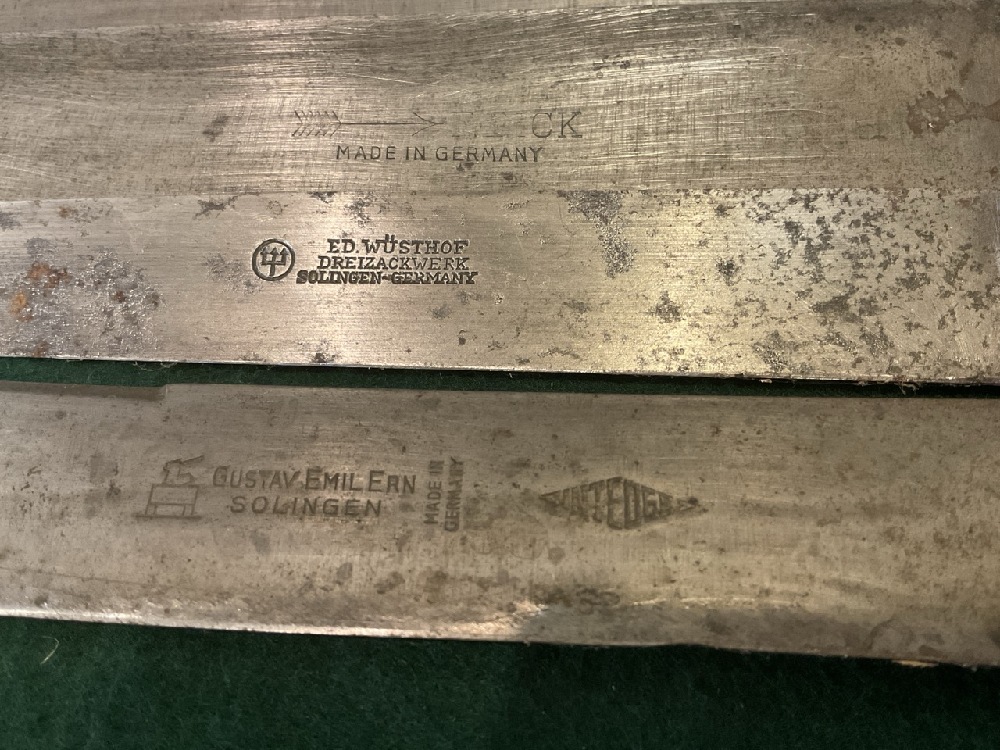 MADE IN GERMANY
ED. WÜSTHOF
DREIZACKWERK
SOLINGEN-GERMANY
GUSTAV EMIL ERN
SOLINGEN
MADE IN
GERMANY